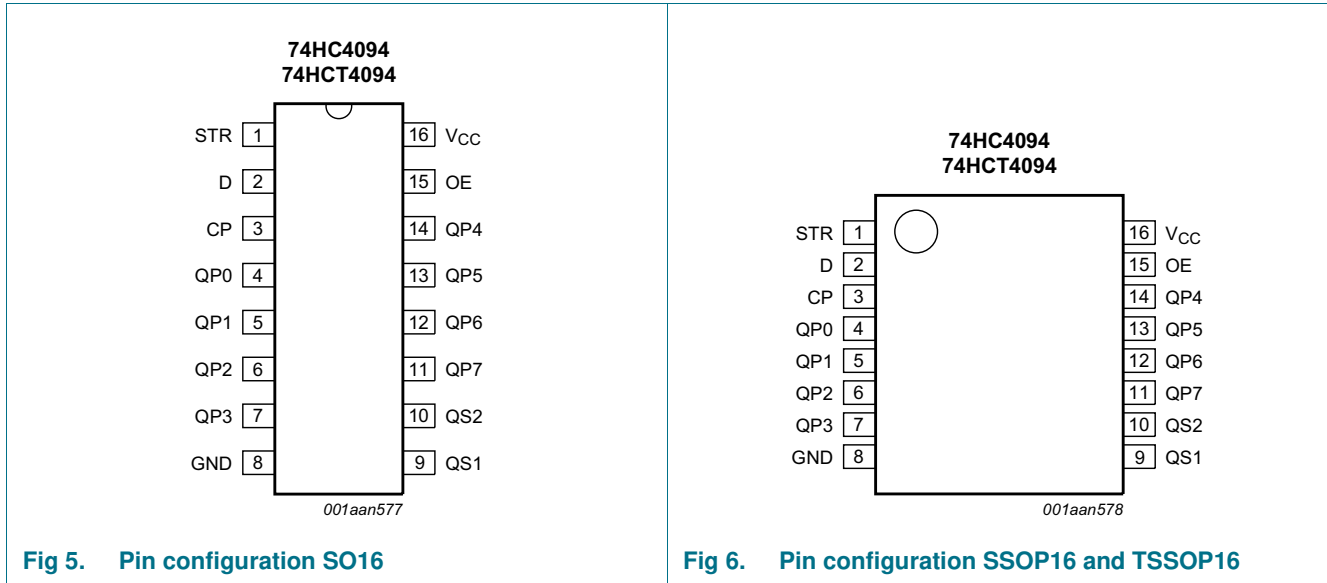 74HC4094
74HCT4094
STR 1 16 VCC
D 2 15 OE
CP 3 14 QP4
QP0 4 13 QP5
QP1 5 12 QP6
QP2 6 11 QP7
QP3 7 10 QS2
GND 8 9 QS1
001aan577
Fig 5. Pin configuration SO16
74HC4094
74HCT4094
STR 1 16 VCC
D 2 15 OE
CP 3 14 QP4
QP0 4 13 QP5
QP1 5 12 QP6
QP2 6 11 QP7
QP3 7 10 QS2
GND 8 9 QS1
001aan578
Fig 6. Pin configuration SSOP16 and TSSOP16